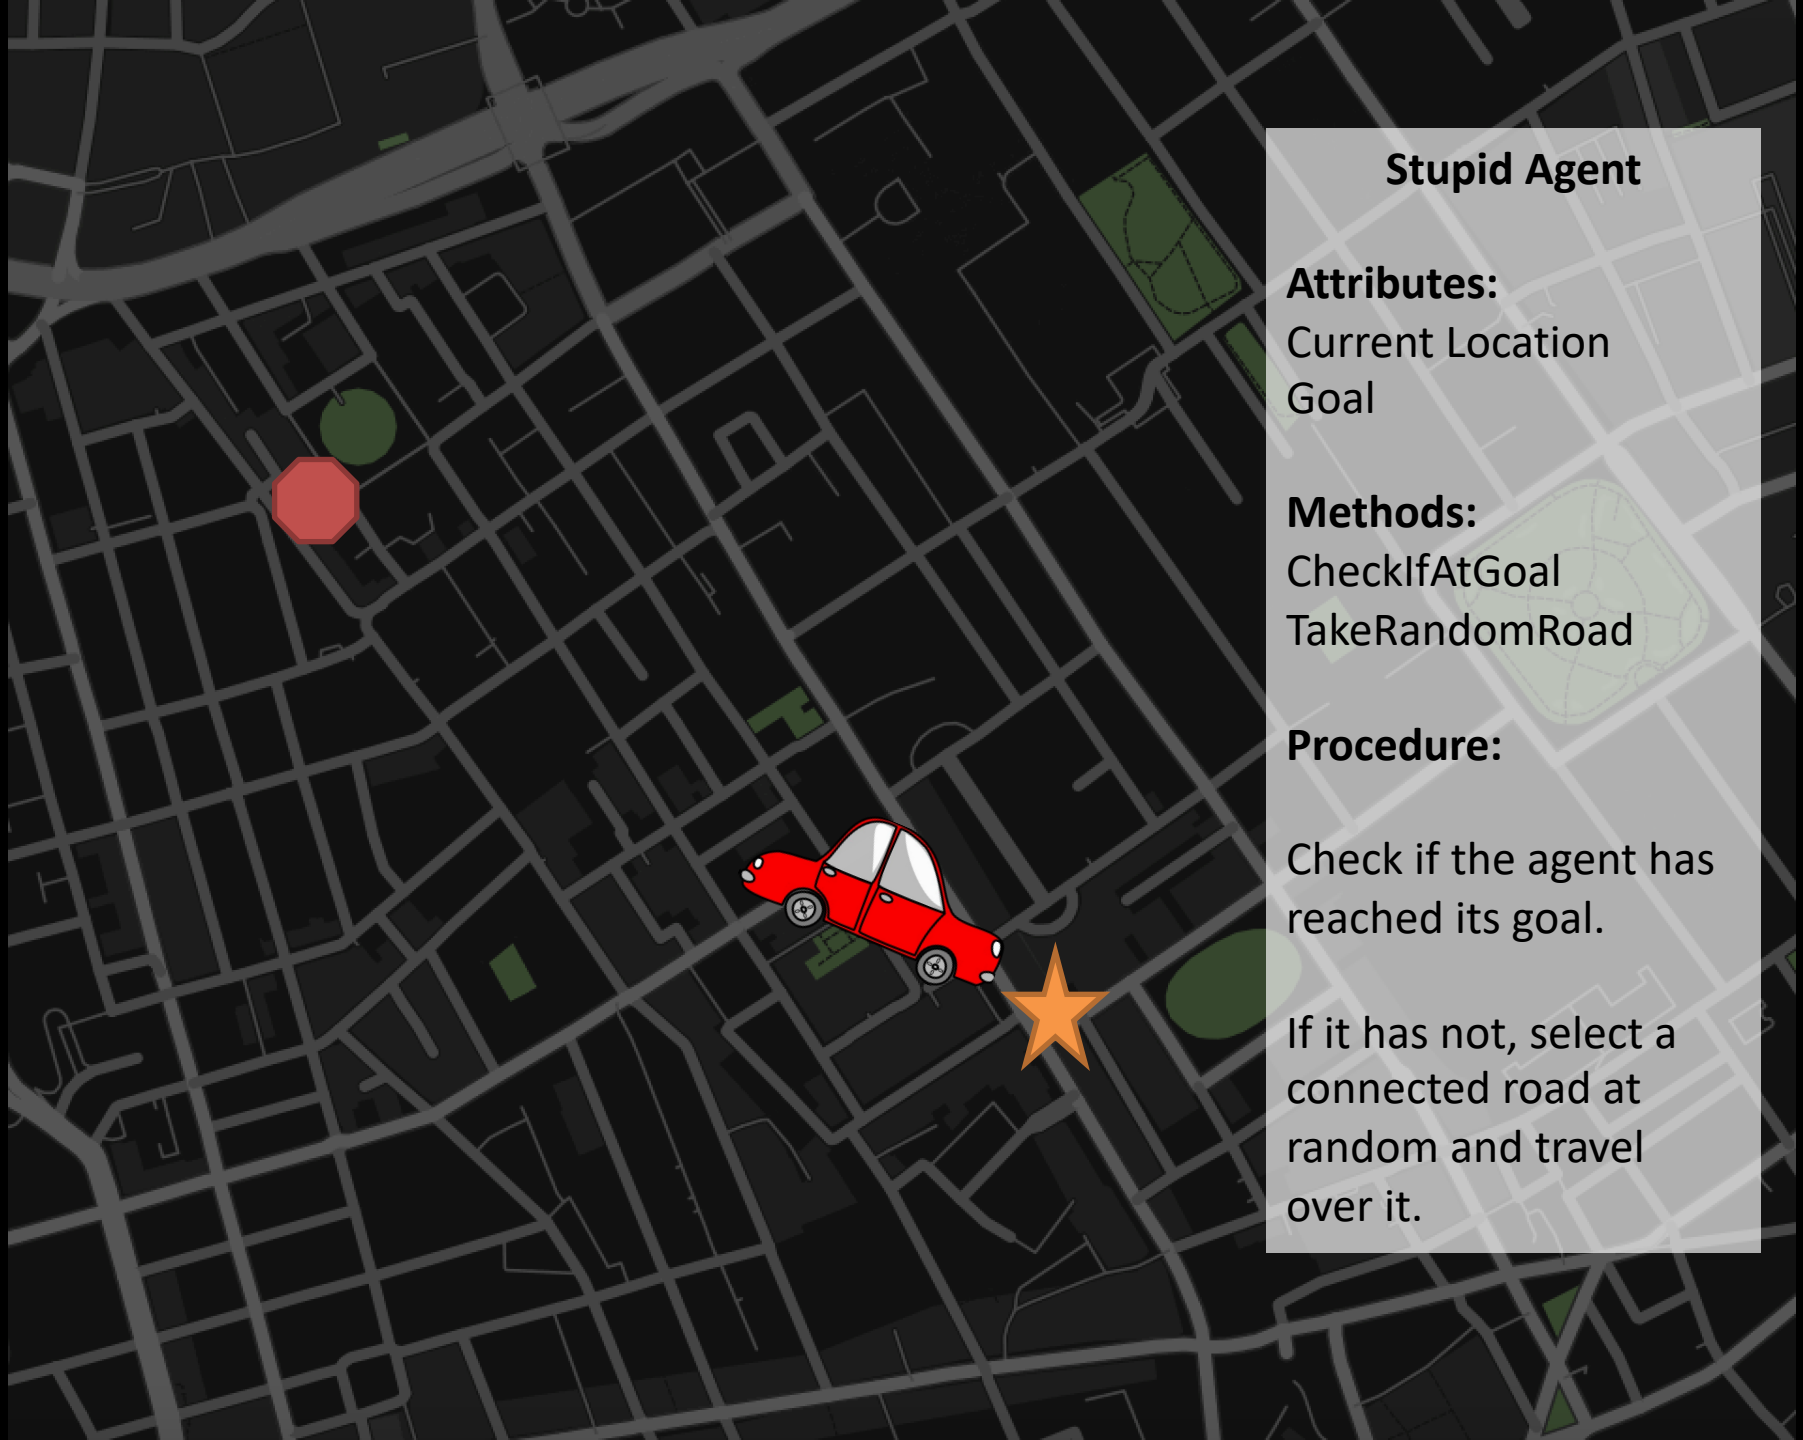 Stupid Agent
Attributes:
Current Location
Goal
Methods:
CheckIfAtGoal
TakeRandomRoad
Procedure:
Check if the agent has
reached its goal.
If it has not, select a
connected road at
random and travel
over it.